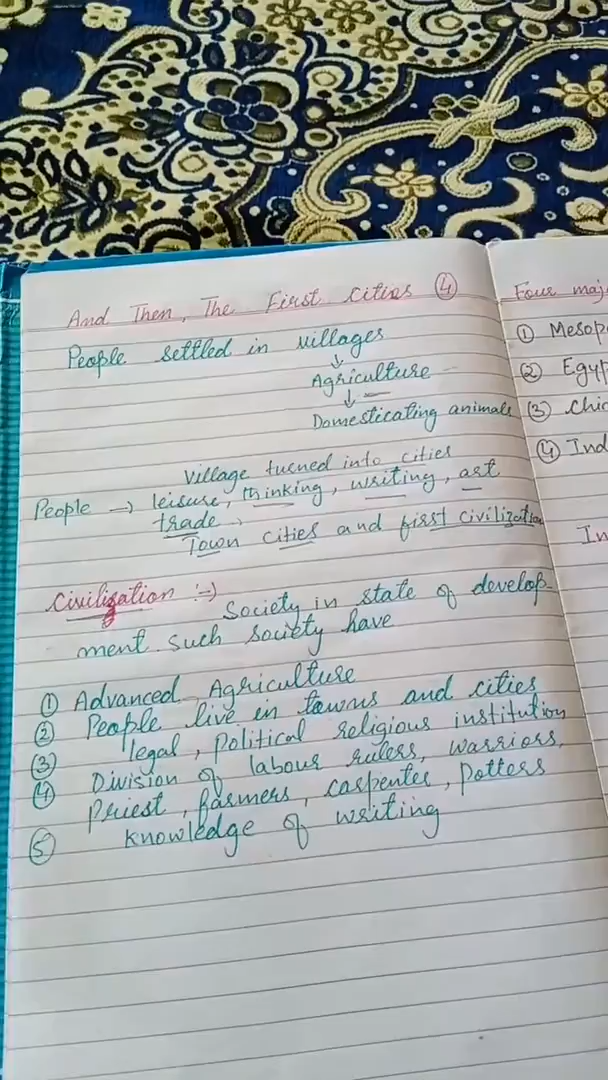 And Then, The First Cities ④
People settled in villages
↓
Agriculture
↓
Domesticating animals
Village turned into cities
People → leisure, thinking, writing, art
trade.
Town cities and first civilization
Civilization :→
Society in state of develop-
ment. such society have
① Advanced Agriculture
② People live in towns and cities
③ legal, political religious institution
④ Division of labour rulers, warriors,
Priest, farmers, carpenter, potters
⑤ knowledge of writing
Four maj
① Mesop
② Egyp
③ Chi
④ Ind
In